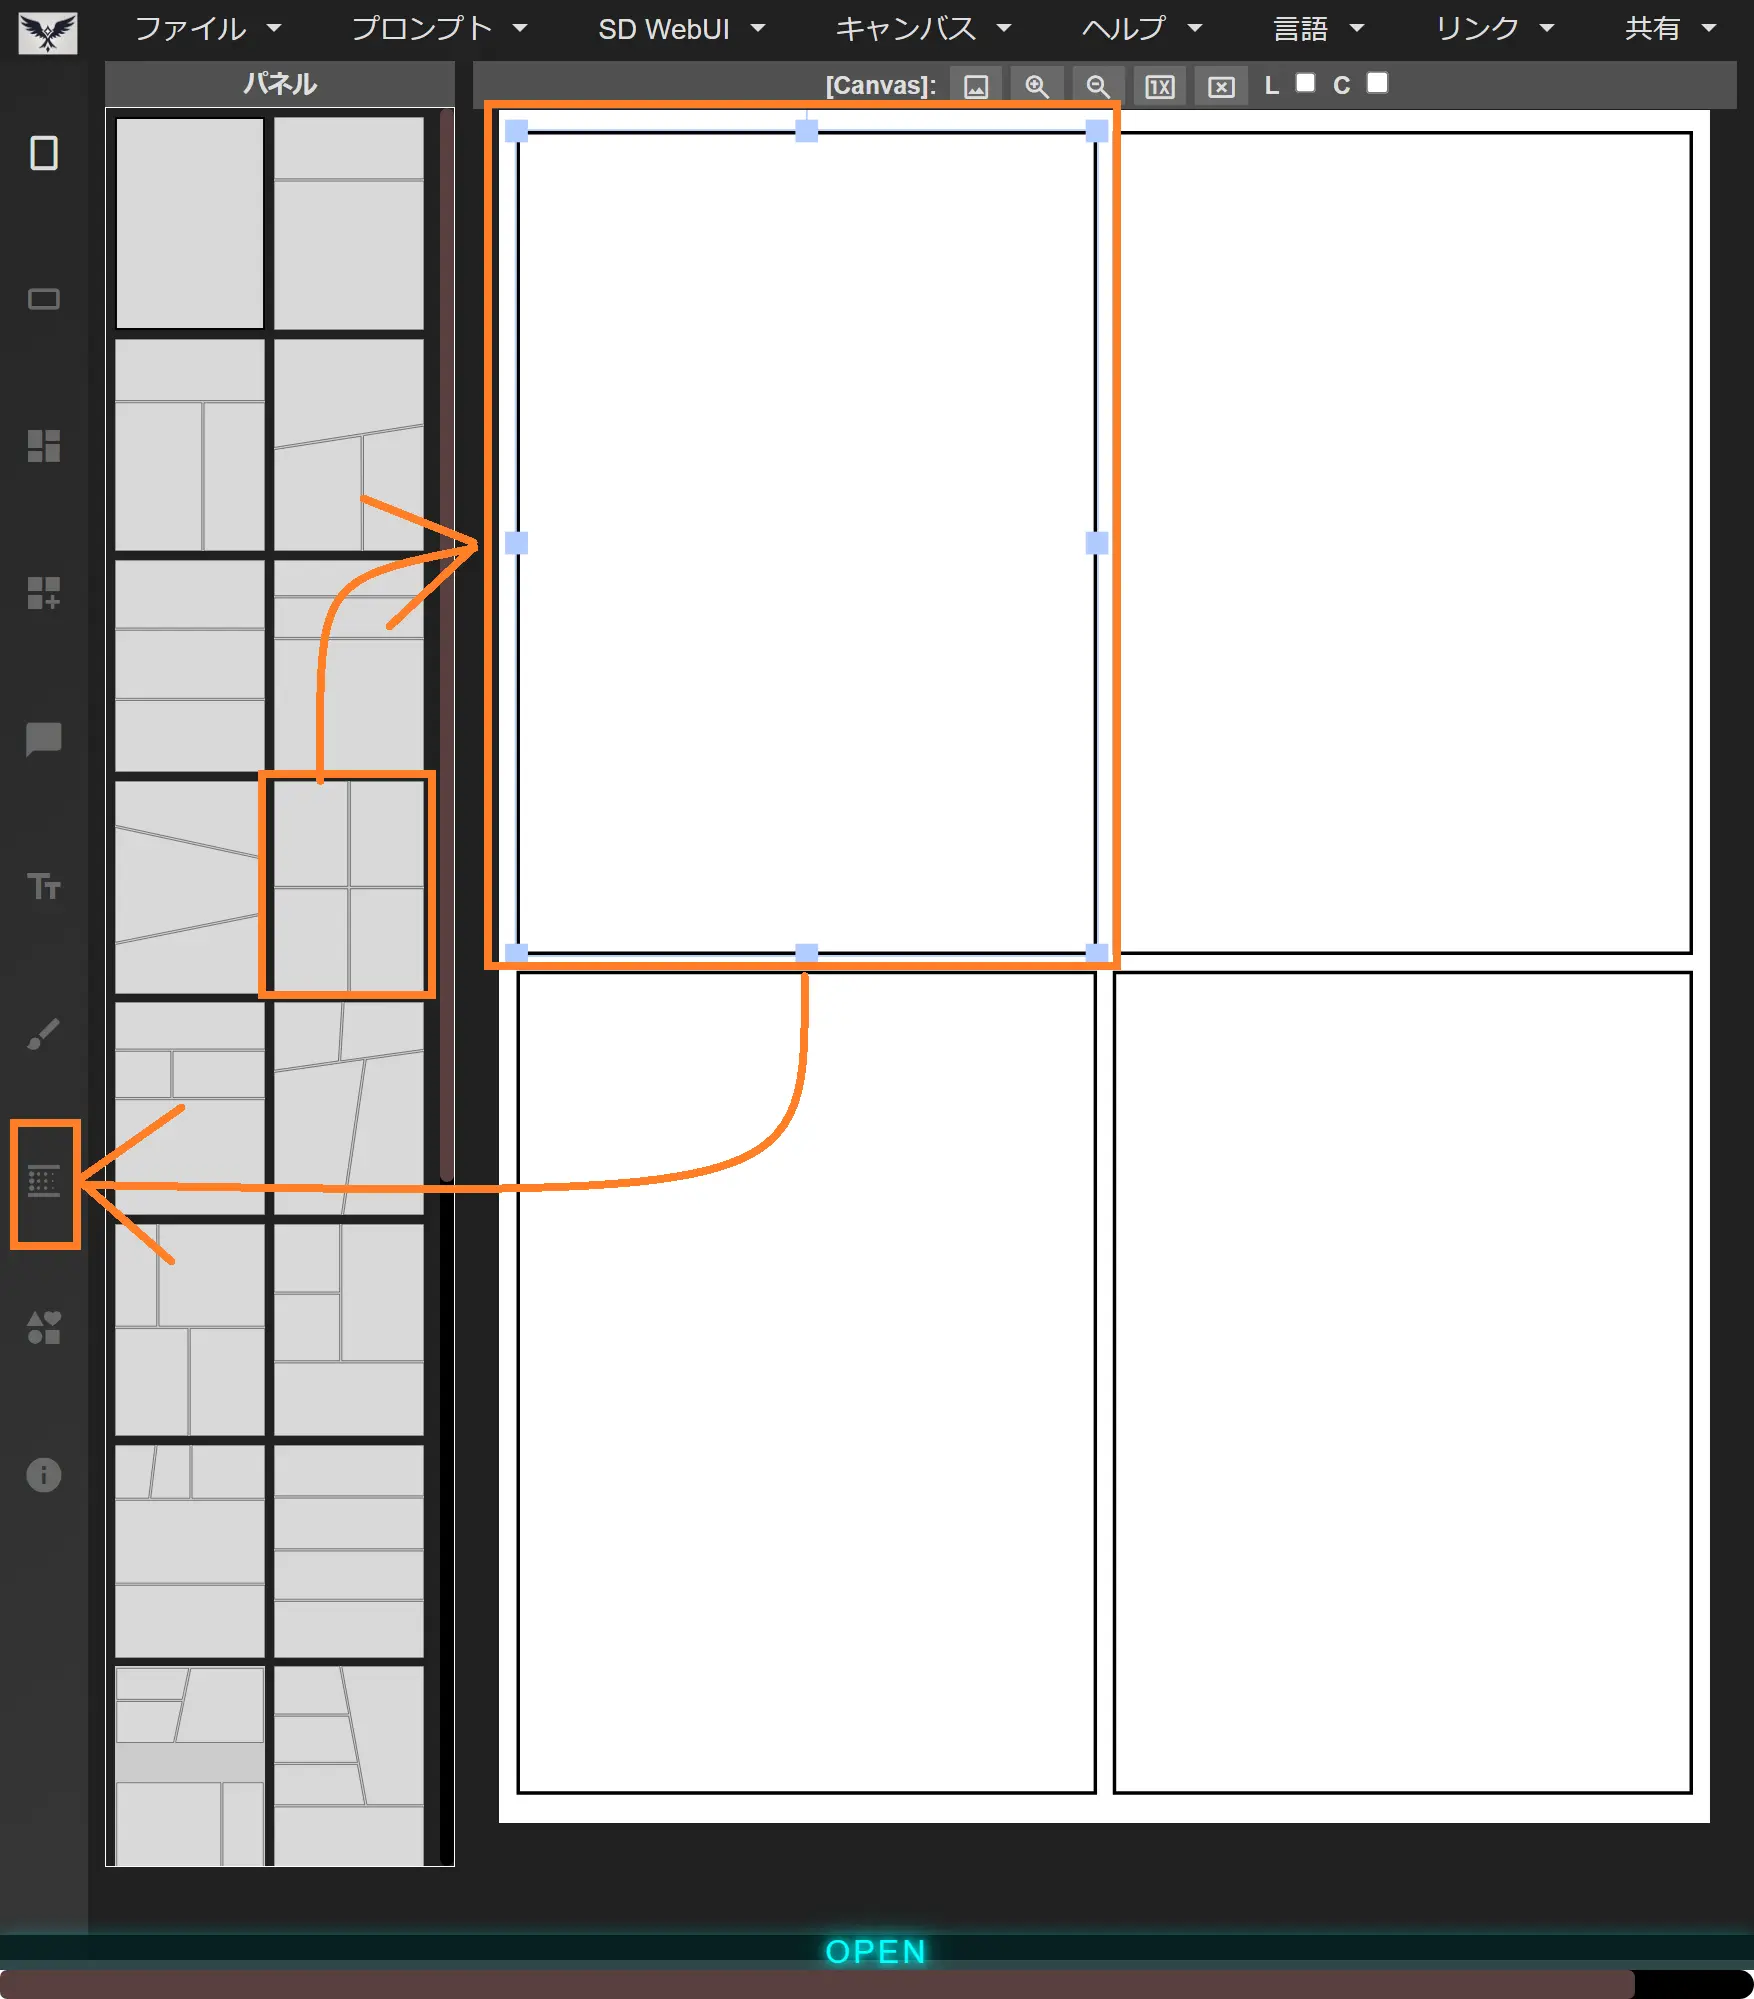 ファイル プロンプト SD WebUI キャンバス ヘルプ 言語 リンク 共有
パネル
[Canvas]: 1X L C
Tт
OPEN